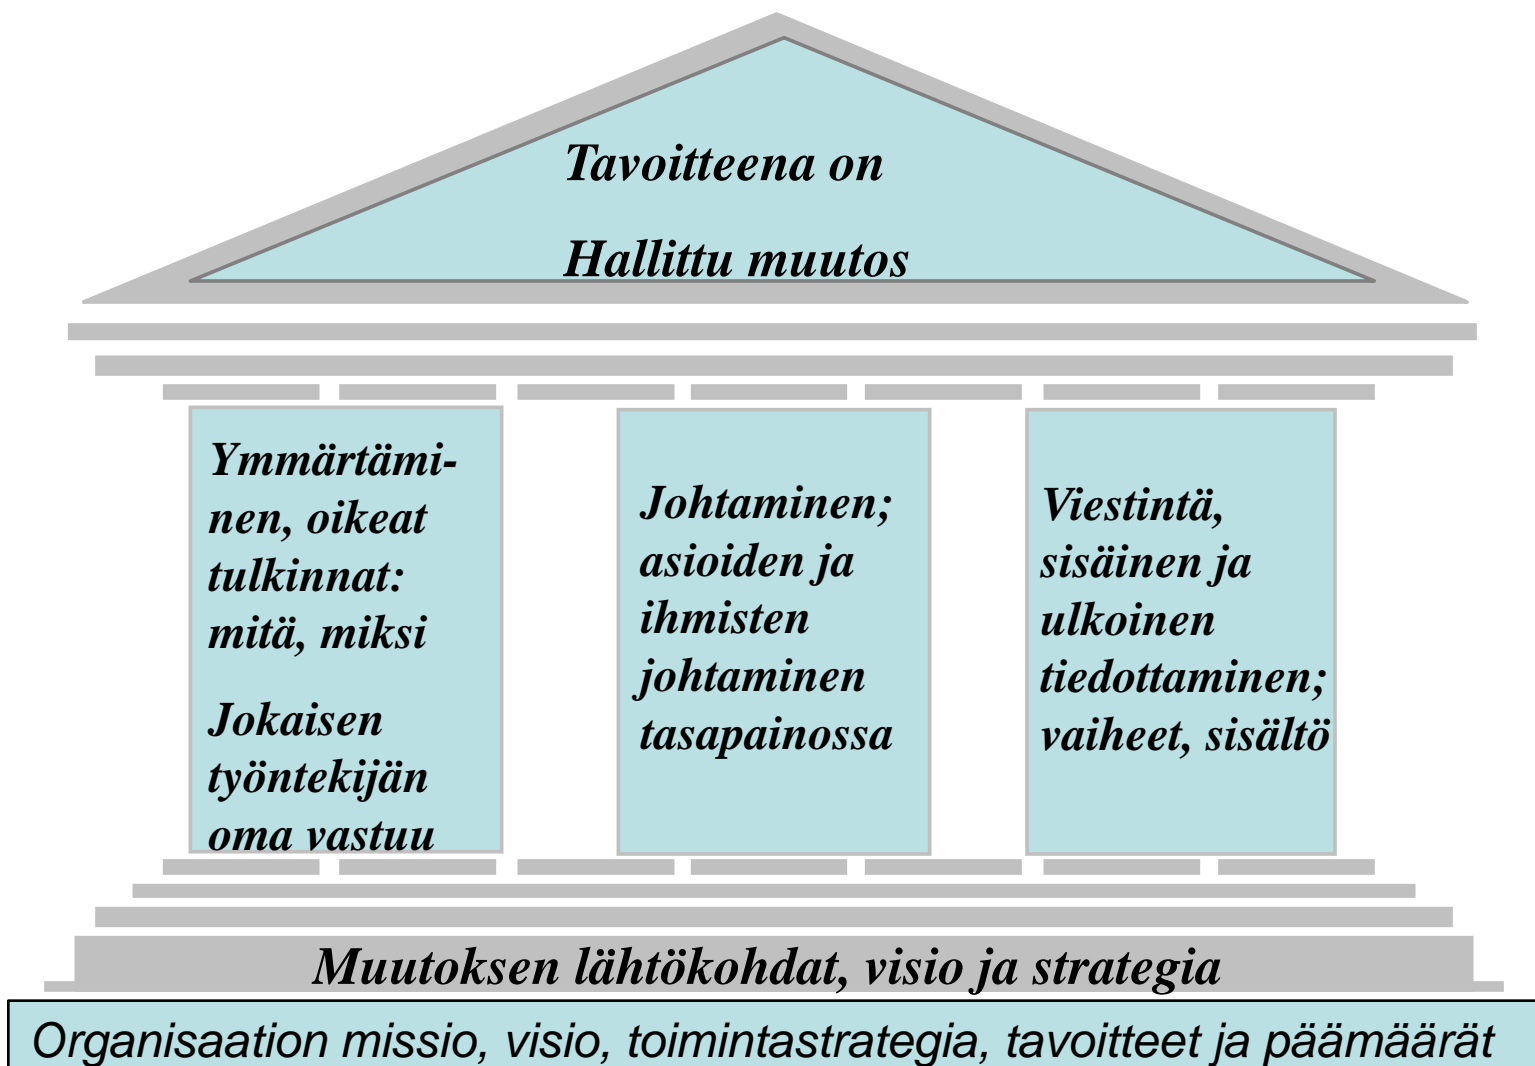 Tavoitteena on
Hallittu muutos
Ymmärtämi-
nen, oikeat
tulkinnat:
mitä, miksi
Jokaisen
työntekijän
oma vastuu
Johtaminen;
asioiden ja
ihmisten
johtaminen
tasapainossa
Viestintä,
sisäinen ja
ulkoinen
tiedottaminen;
vaiheet, sisältö
Muutoksen lähtökohdat, visio ja strategia
Organisaation missio, visio, toimintastrategia, tavoitteet ja päämäärät